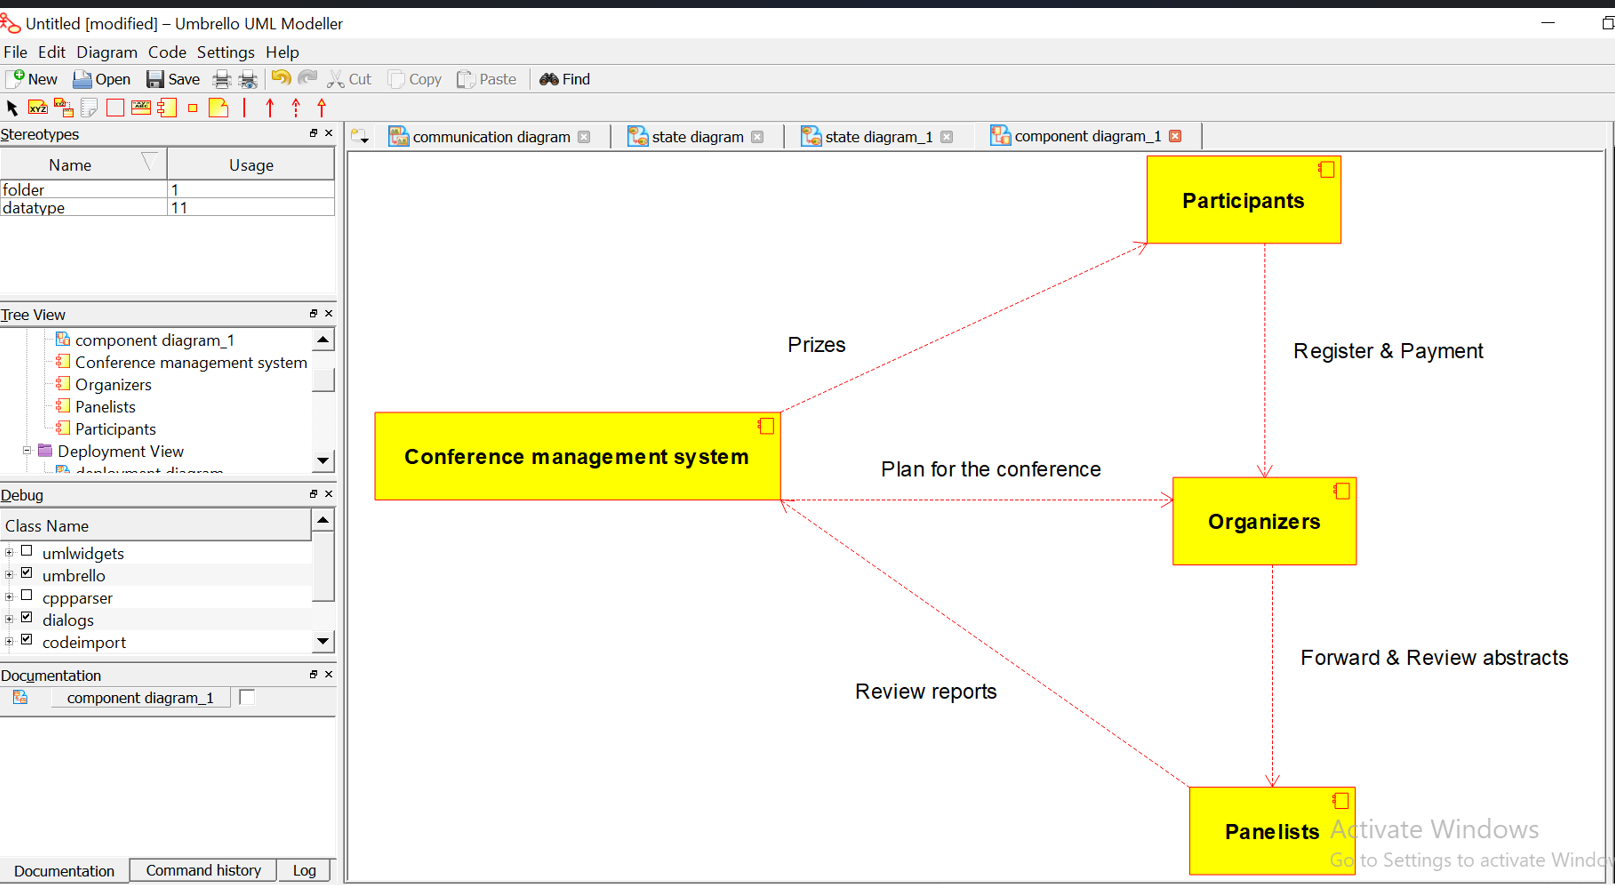 Untitled [modified] – Umbrello UML Modeller
File Edit Diagram Code Settings Help
New Open Save Cut Copy Paste Find
XYZ
Stereotypes
Name Usage
folder 1
datatype 11
Tree View
component diagram_1
Conference management system
Organizers
Panelists
Participants
Deployment View
deployment diagram
Debug
Class Name
umlwidgets
umbrello
cppparser
dialogs
codeimport
Documentation
component diagram_1
Documentation Command history Log
communication diagram state diagram state diagram_1 component diagram_1
Participants
Prizes
Register & Payment
Conference management system
Plan for the conference
Organizers
Forward & Review abstracts
Review reports
Panelists
Activate Windows
Go to Settings to activate Windo